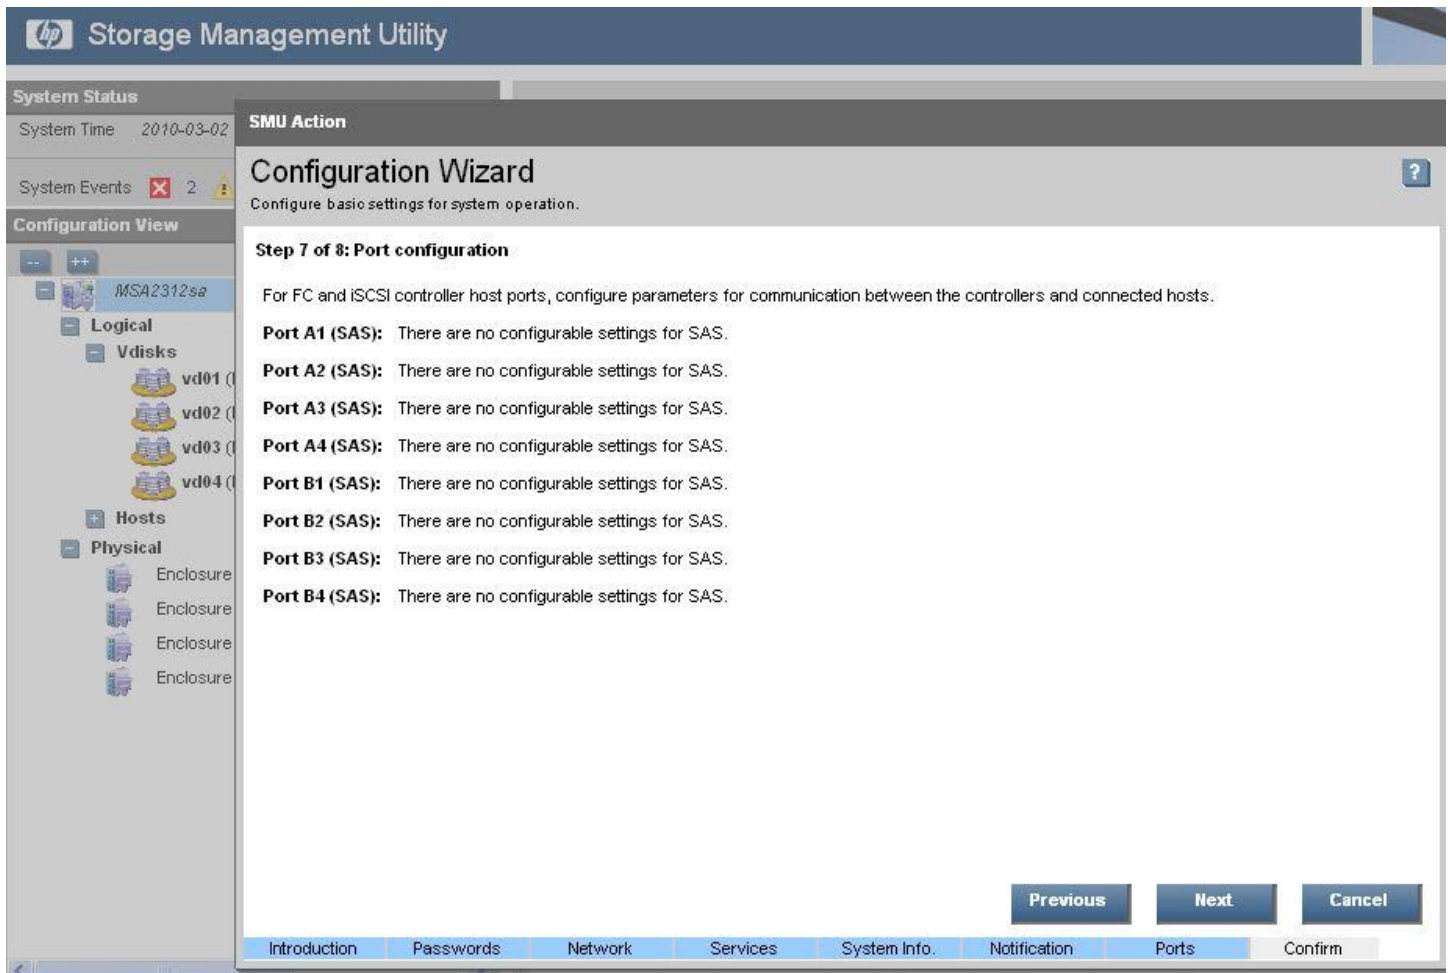 hp Storage Management Utility
System Status
System Time 2010-03-02
System Events 2
Configuration View
-- ++
MSA2312sa
Logical
Vdisks
vd01
vd02
vd03
vd04
Hosts
Physical
Enclosure
Enclosure
Enclosure
Enclosure
SMU Action
Configuration Wizard
?
Configure basic settings for system operation.
Step 7 of 8: Port configuration
For FC and iSCSI controller host ports, configure parameters for communication between the controllers and connected hosts.
Port A1 (SAS): There are no configurable settings for SAS.
Port A2 (SAS): There are no configurable settings for SAS.
Port A3 (SAS): There are no configurable settings for SAS.
Port A4 (SAS): There are no configurable settings for SAS.
Port B1 (SAS): There are no configurable settings for SAS.
Port B2 (SAS): There are no configurable settings for SAS.
Port B3 (SAS): There are no configurable settings for SAS.
Port B4 (SAS): There are no configurable settings for SAS.
Previous Next Cancel
Introduction Passwords Network Services System Info. Notification Ports Confirm